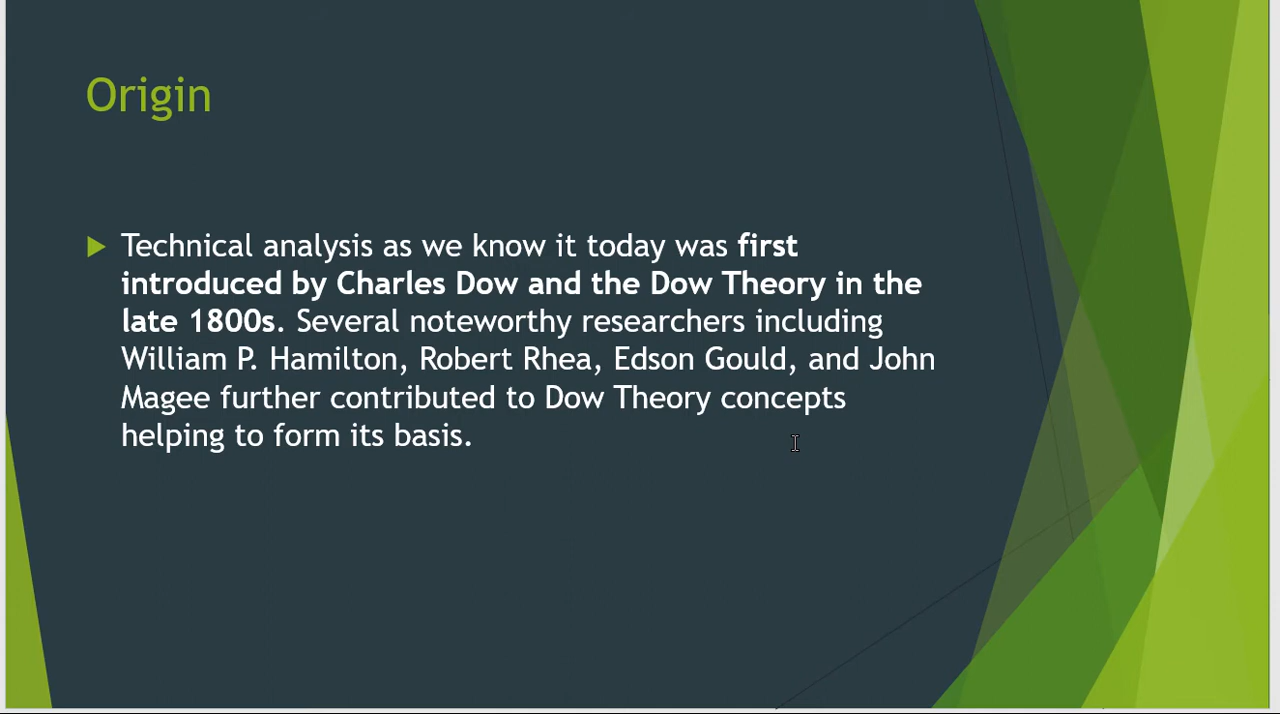 Origin
Technical analysis as we know it today was first
introduced by Charles Dow and the Dow Theory in the
late 1800s. Several noteworthy researchers including
William P. Hamilton, Robert Rhea, Edson Gould, and John
Magee further contributed to Dow Theory concepts
helping to form its basis.